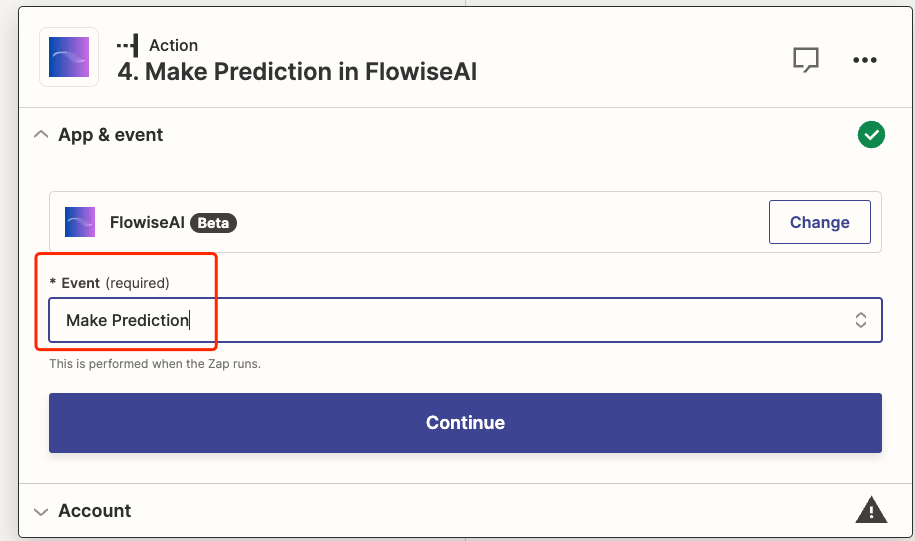 Action
4. Make Prediction in FlowiseAI
App & event
FlowiseAI Beta
Change
* Event (required)
Make Prediction
This is performed when the Zap runs.
Continue
Account